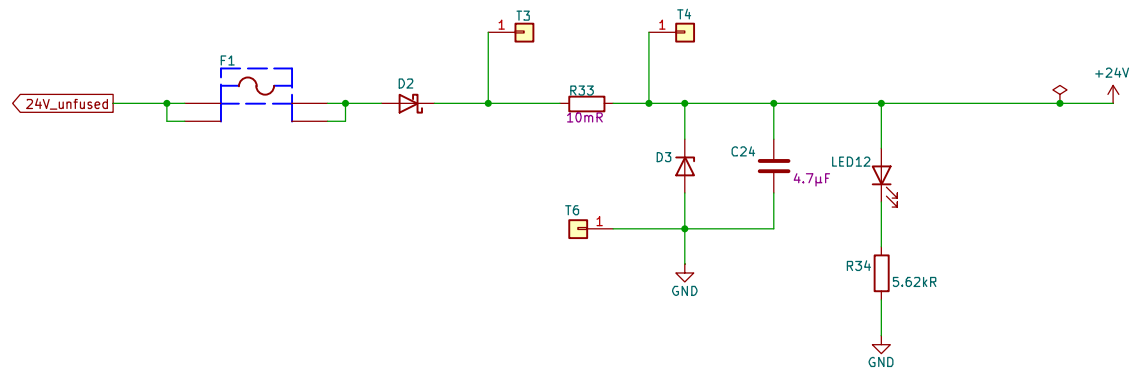 T3
1
T4
1
F1
+24V
24V_unfused
D2
R33
10mR
D3
C24
4.7µF
LED12
T6
1
R34
5.62kR
GND
GND